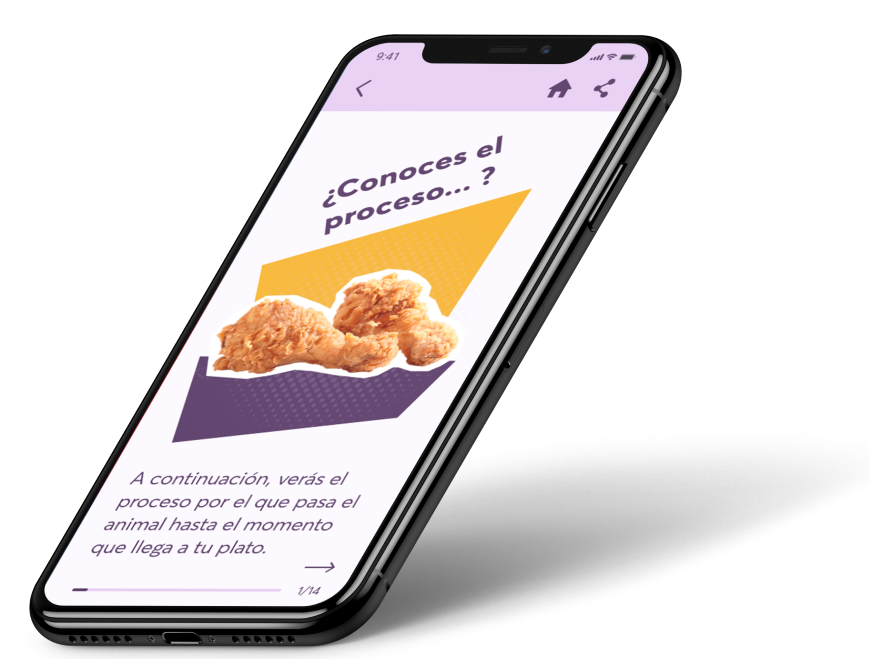 9:41
¿Conoces el
proceso... ?
A continuación, verás el
proceso por el que pasa el
animal hasta el momento
que llega a tu plato.
1/14